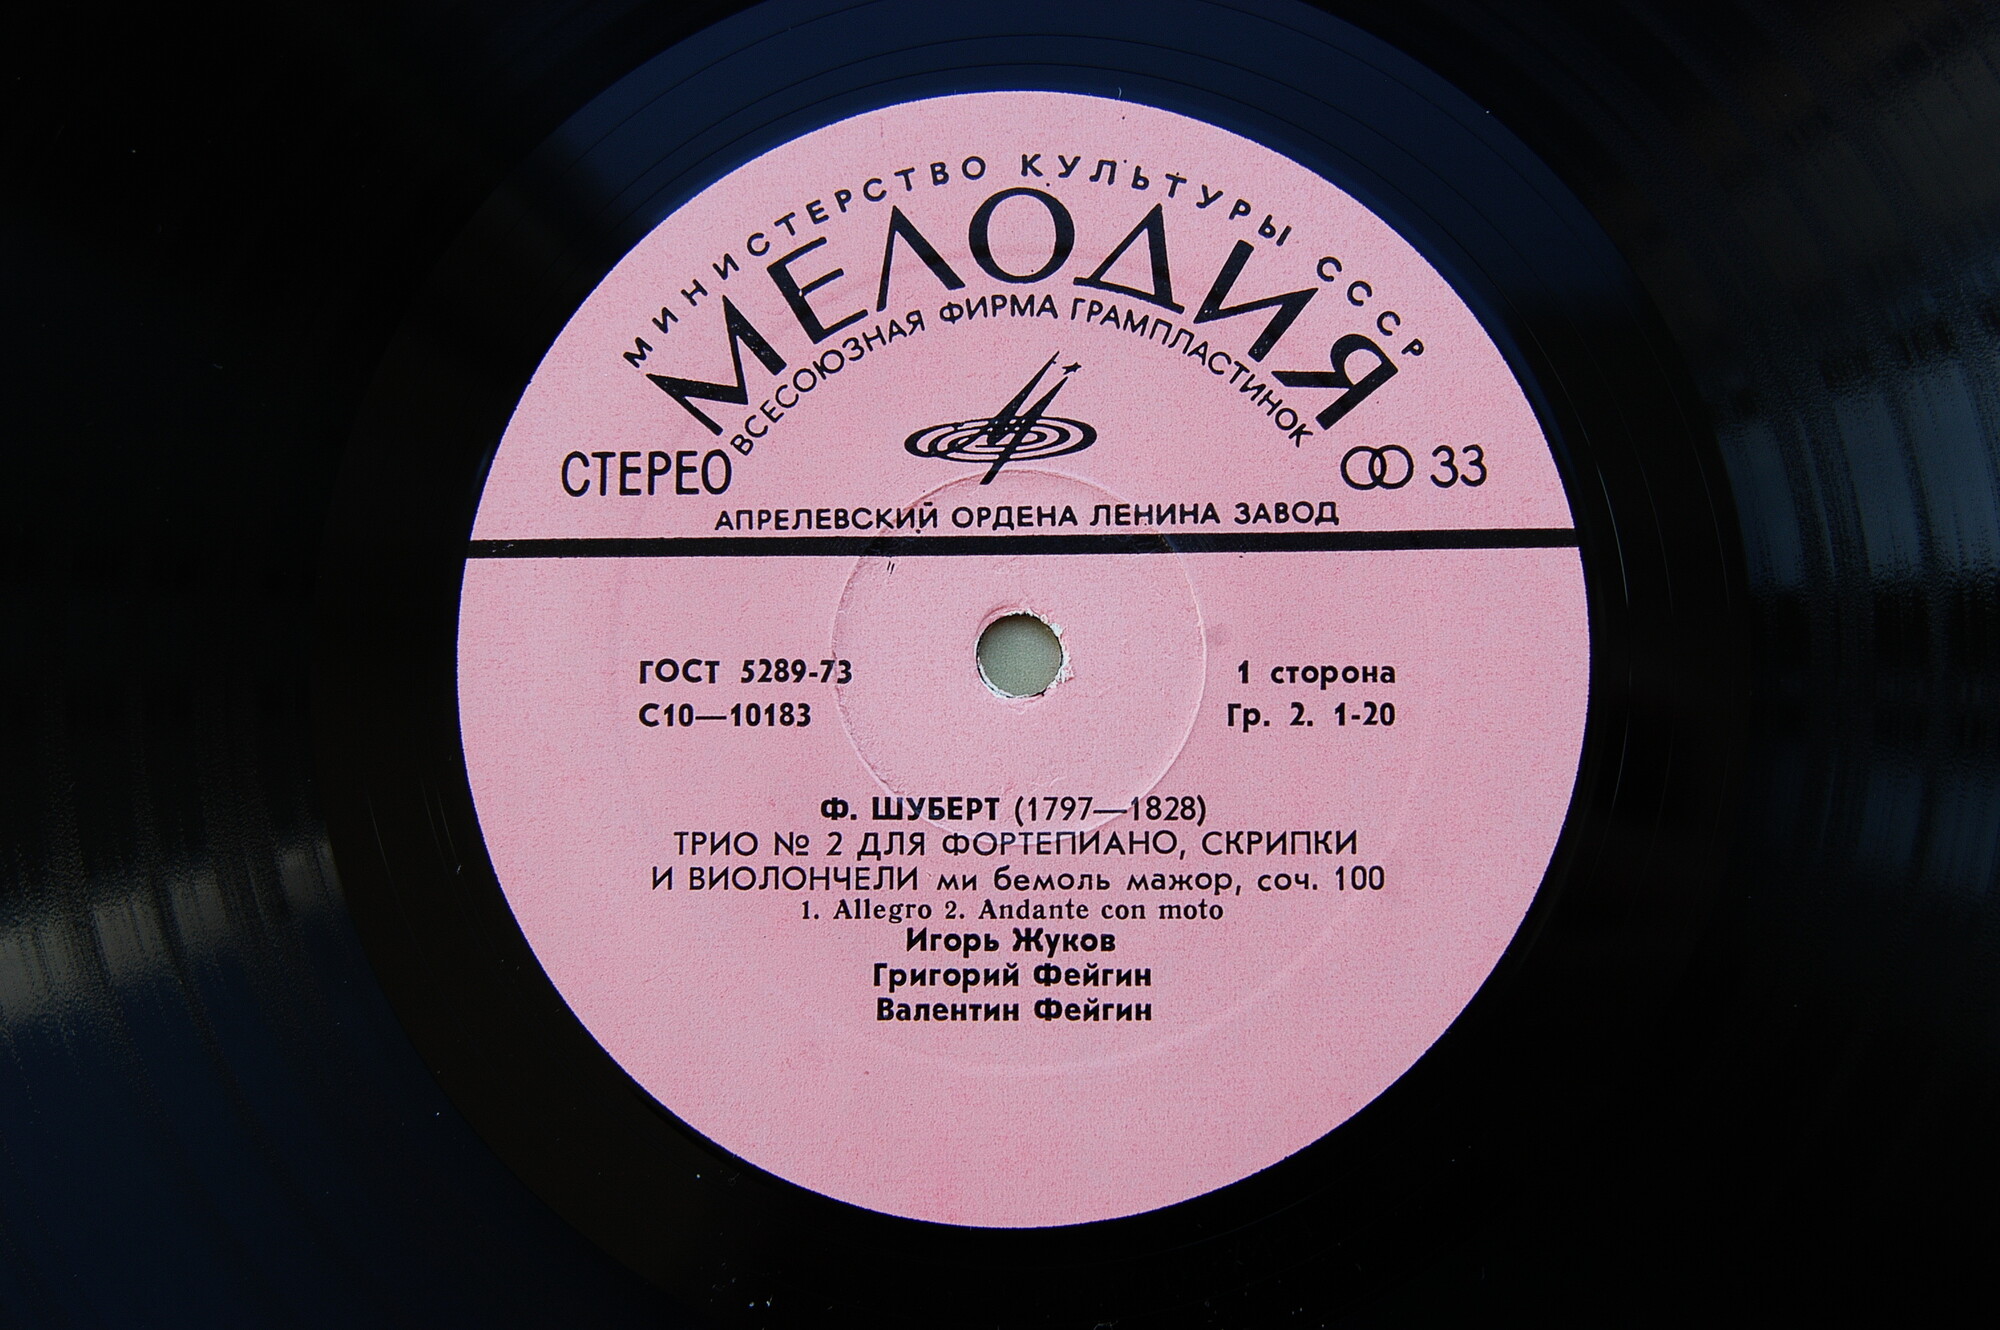 МИНИСТЕРСТВО КУЛЬТУРЫ СССР
МЕЛОДИЯ
ВСЕСОЮЗНАЯ ФИРМА ГРАМПЛАСТИНОК
СТЕРЕО
33
АПРЕЛЕВСКИЙ ОРДЕНА ЛЕНИНА ЗАВОД
ГОСТ 5289-73
1 сторона
С10—10183
Гр. 2. 1-20
Ф. ШУБЕРТ (1797—1828)
ТРИО № 2 ДЛЯ ФОРТЕПИАНО, СКРИПКИ
И ВИОЛОНЧЕЛИ ми бемоль мажор, соч. 100
1. Allegro 2. Andante con moto
Игорь Жуков
Григорий Фейгин
Валентин Фейгин